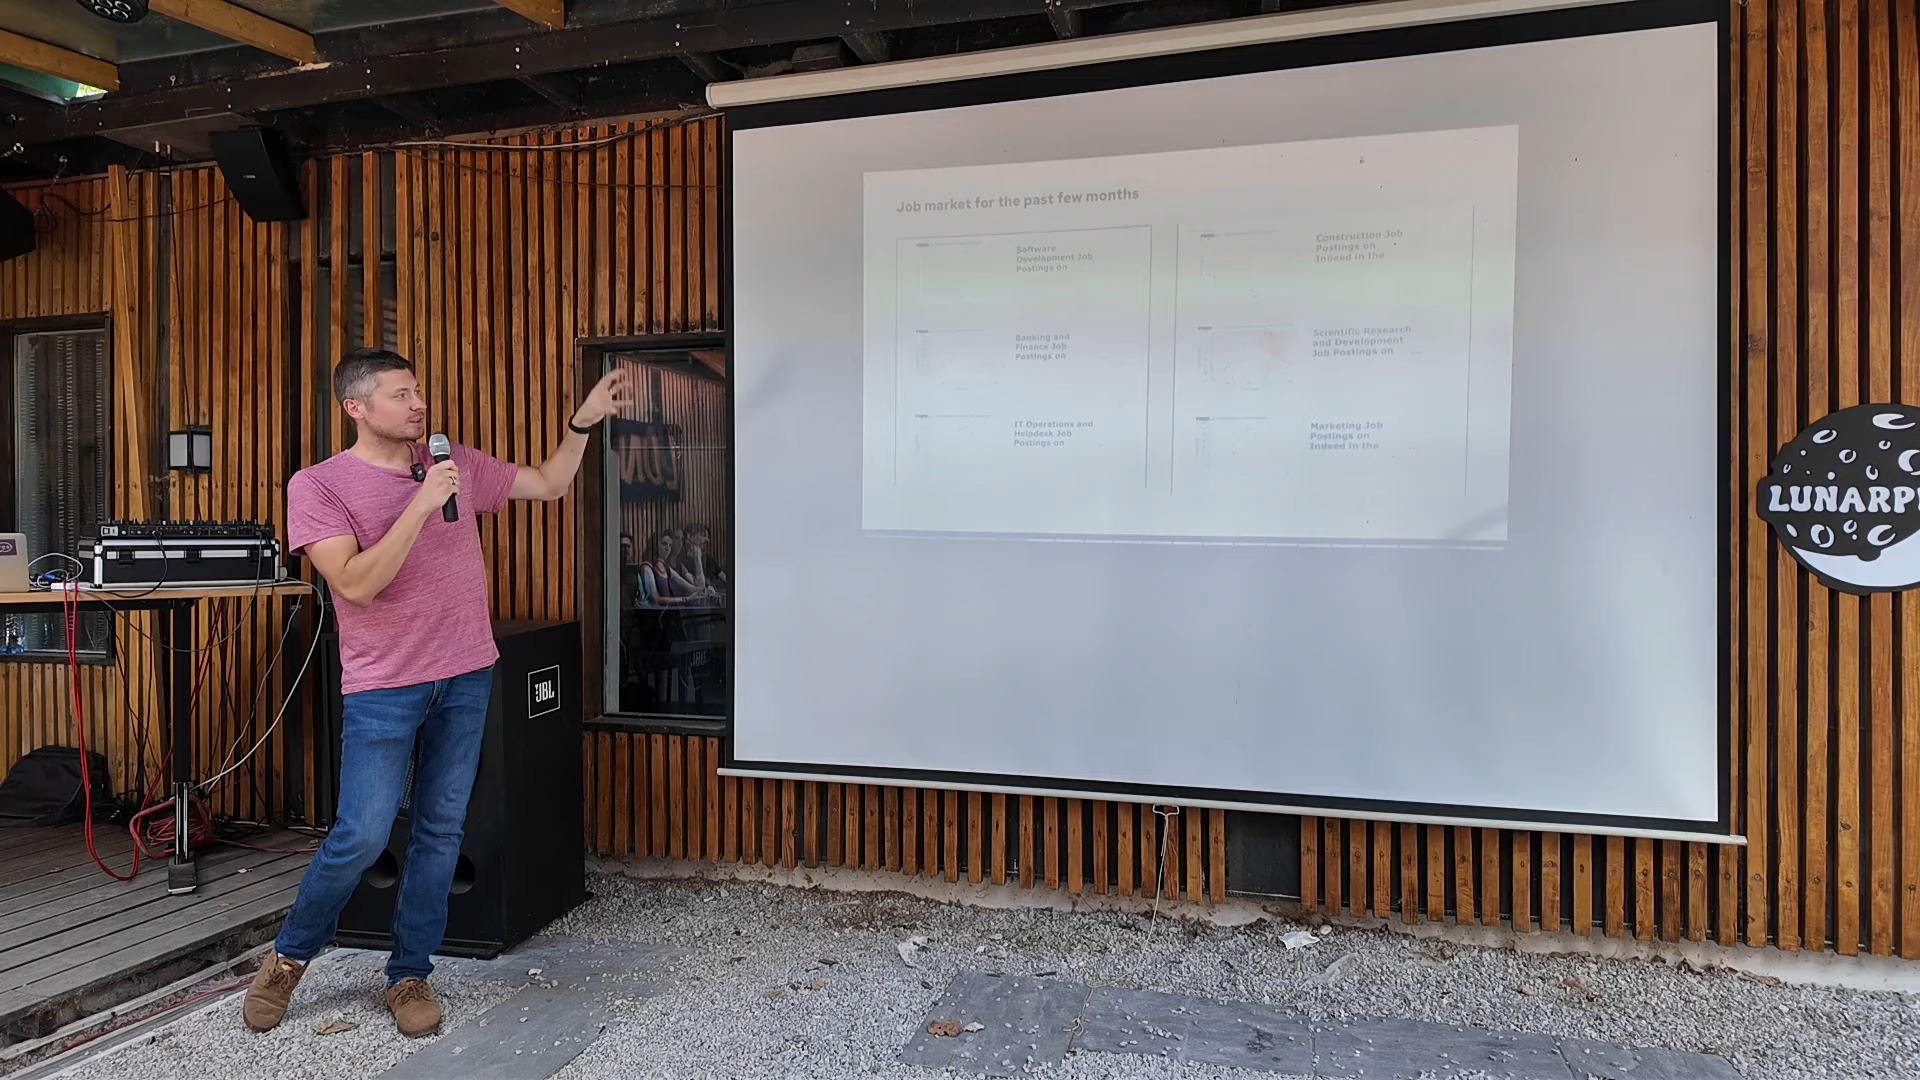 Job market for the past few months
Software
Development Job
Postings on
Banking and
Finance Job
Postings on
IT Operations and
Helpdesk Job
Postings on
Construction Job
Postings on
Indeed in the
Scientific Research
and Development
Job Postings on
Marketing Job
Postings on
Indeed in the
JBL
LUNARP